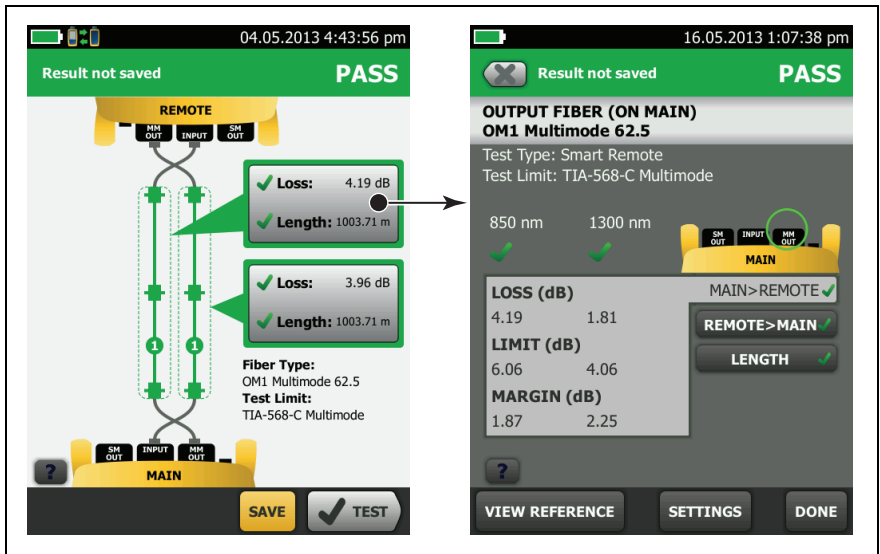 04.05.2013 4:43:56 pm
Result not saved PASS
REMOTE
MM OUT INPUT SM OUT
Loss: 4.19 dB
Length: 1003.71 m
Loss: 3.96 dB
Length: 1003.71 m
1 1
Fiber Type:
OM1 Multimode 62.5
Test Limit:
TIA-568-C Multimode
SM OUT INPUT MM OUT
? MAIN
SAVE TEST
16.05.2013 1:07:38 pm
Result not saved PASS
OUTPUT FIBER (ON MAIN)
OM1 Multimode 62.5
Test Type: Smart Remote
Test Limit: TIA-568-C Multimode
850 nm 1300 nm
SM OUT INPUT MM OUT
MAIN
LOSS (dB)
4.19 1.81
LIMIT (dB)
6.06 4.06
MARGIN (dB)
1.87 2.25
MAIN>REMOTE
REMOTE>MAIN
LENGTH
?
VIEW REFERENCE SETTINGS DONE